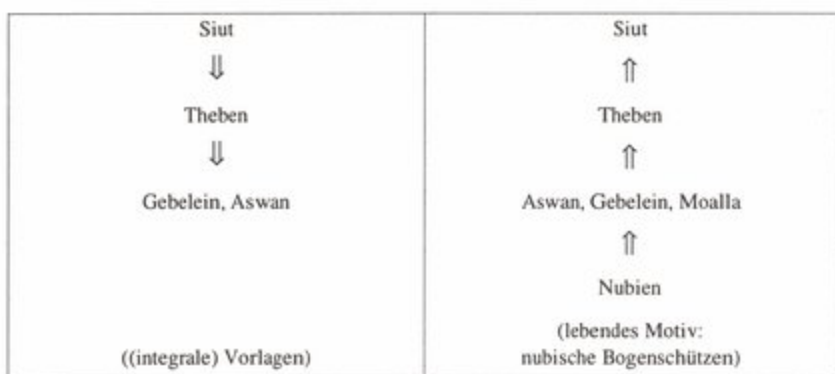 Siut
⇓
Theben
⇓
Gebelein, Aswan
((integrale) Vorlagen)
Siut
⇑
Theben
⇑
Aswan, Gebelein, Moalla
⇑
Nubien
(lebendes Motiv:
nubische Bogenschützen)